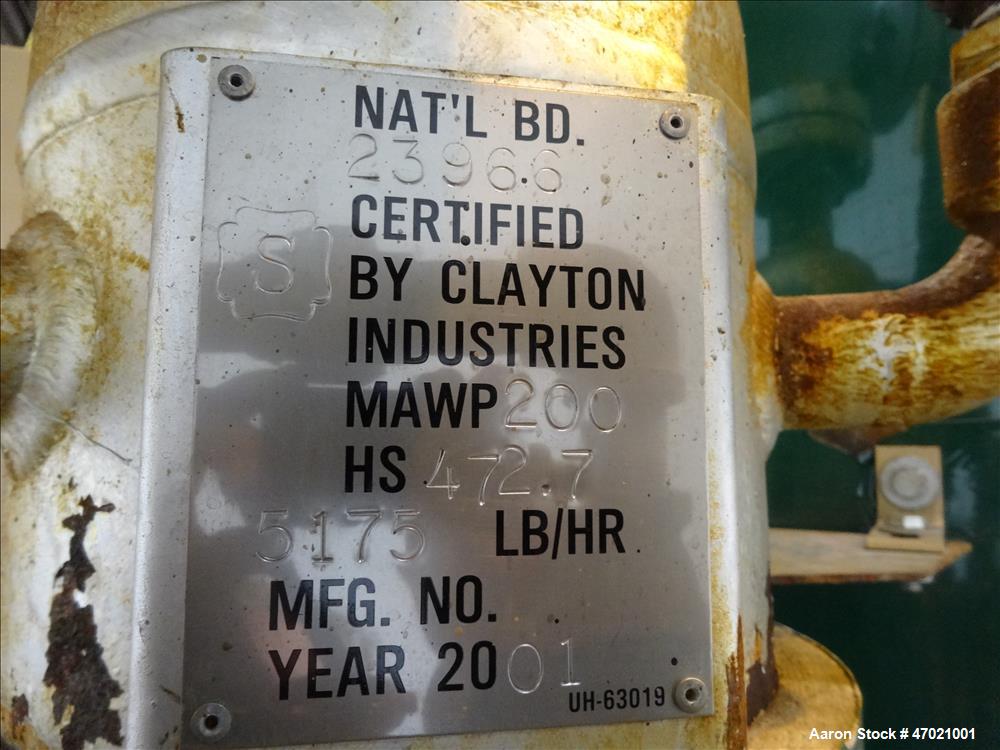 NAT'L BD.
23966
S
CERTIFIED
BY CLAYTON
INDUSTRIES
MAWP 200
HS 472.7
5175 LB/HR
MFG. NO.
YEAR 2001
UH-63019
Aaron Stock # 47021001